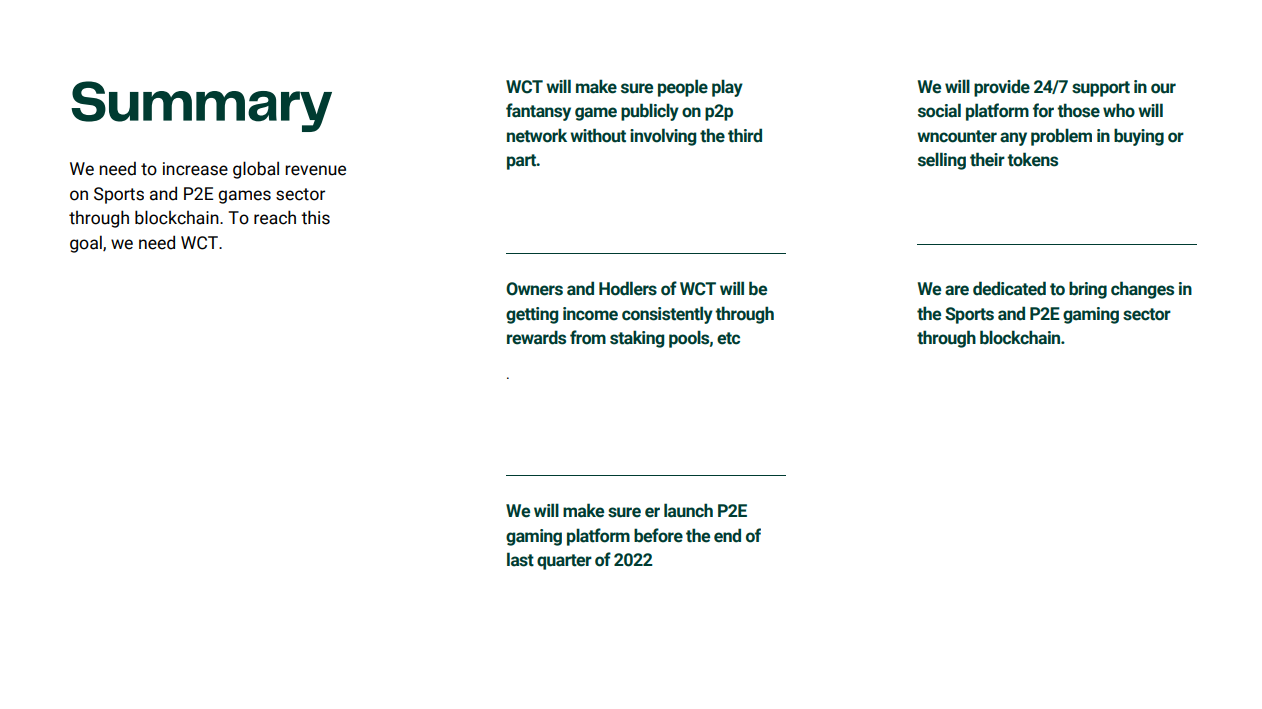 Summary
We need to increase global revenue
on Sports and P2E games sector
through blockchain. To reach this
goal, we need WCT.
WCT will make sure people play
fantansy game publicly on p2p
network without involving the third
part.
Owners and Hodlers of WCT will be
getting income consistently through
rewards from staking pools, etc
.
We will make sure er launch P2E
gaming platform before the end of
last quarter of 2022
We will provide 24/7 support in our
social platform for those who will
wncounter any problem in buying or
selling their tokens
We are dedicated to bring changes in
the Sports and P2E gaming sector
through blockchain.